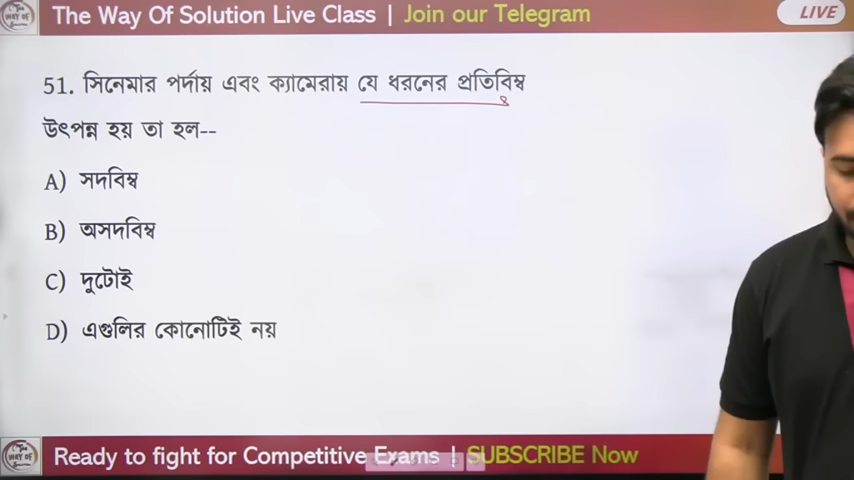 The Way Of Solution Live Class | Join our Telegram
LIVE
51. সিনেমার পর্দায় এবং ক্যামেরায় যে ধরনের প্রতিবিম্ব
উৎপন্ন হয় তা হল--
A) সদবিম্ব
B) অসদবিম্ব
C) দুটোই
D) এগুলির কোনোটিই নয়
Ready to fight for Competitive Exams | SUBSCRIBE Now